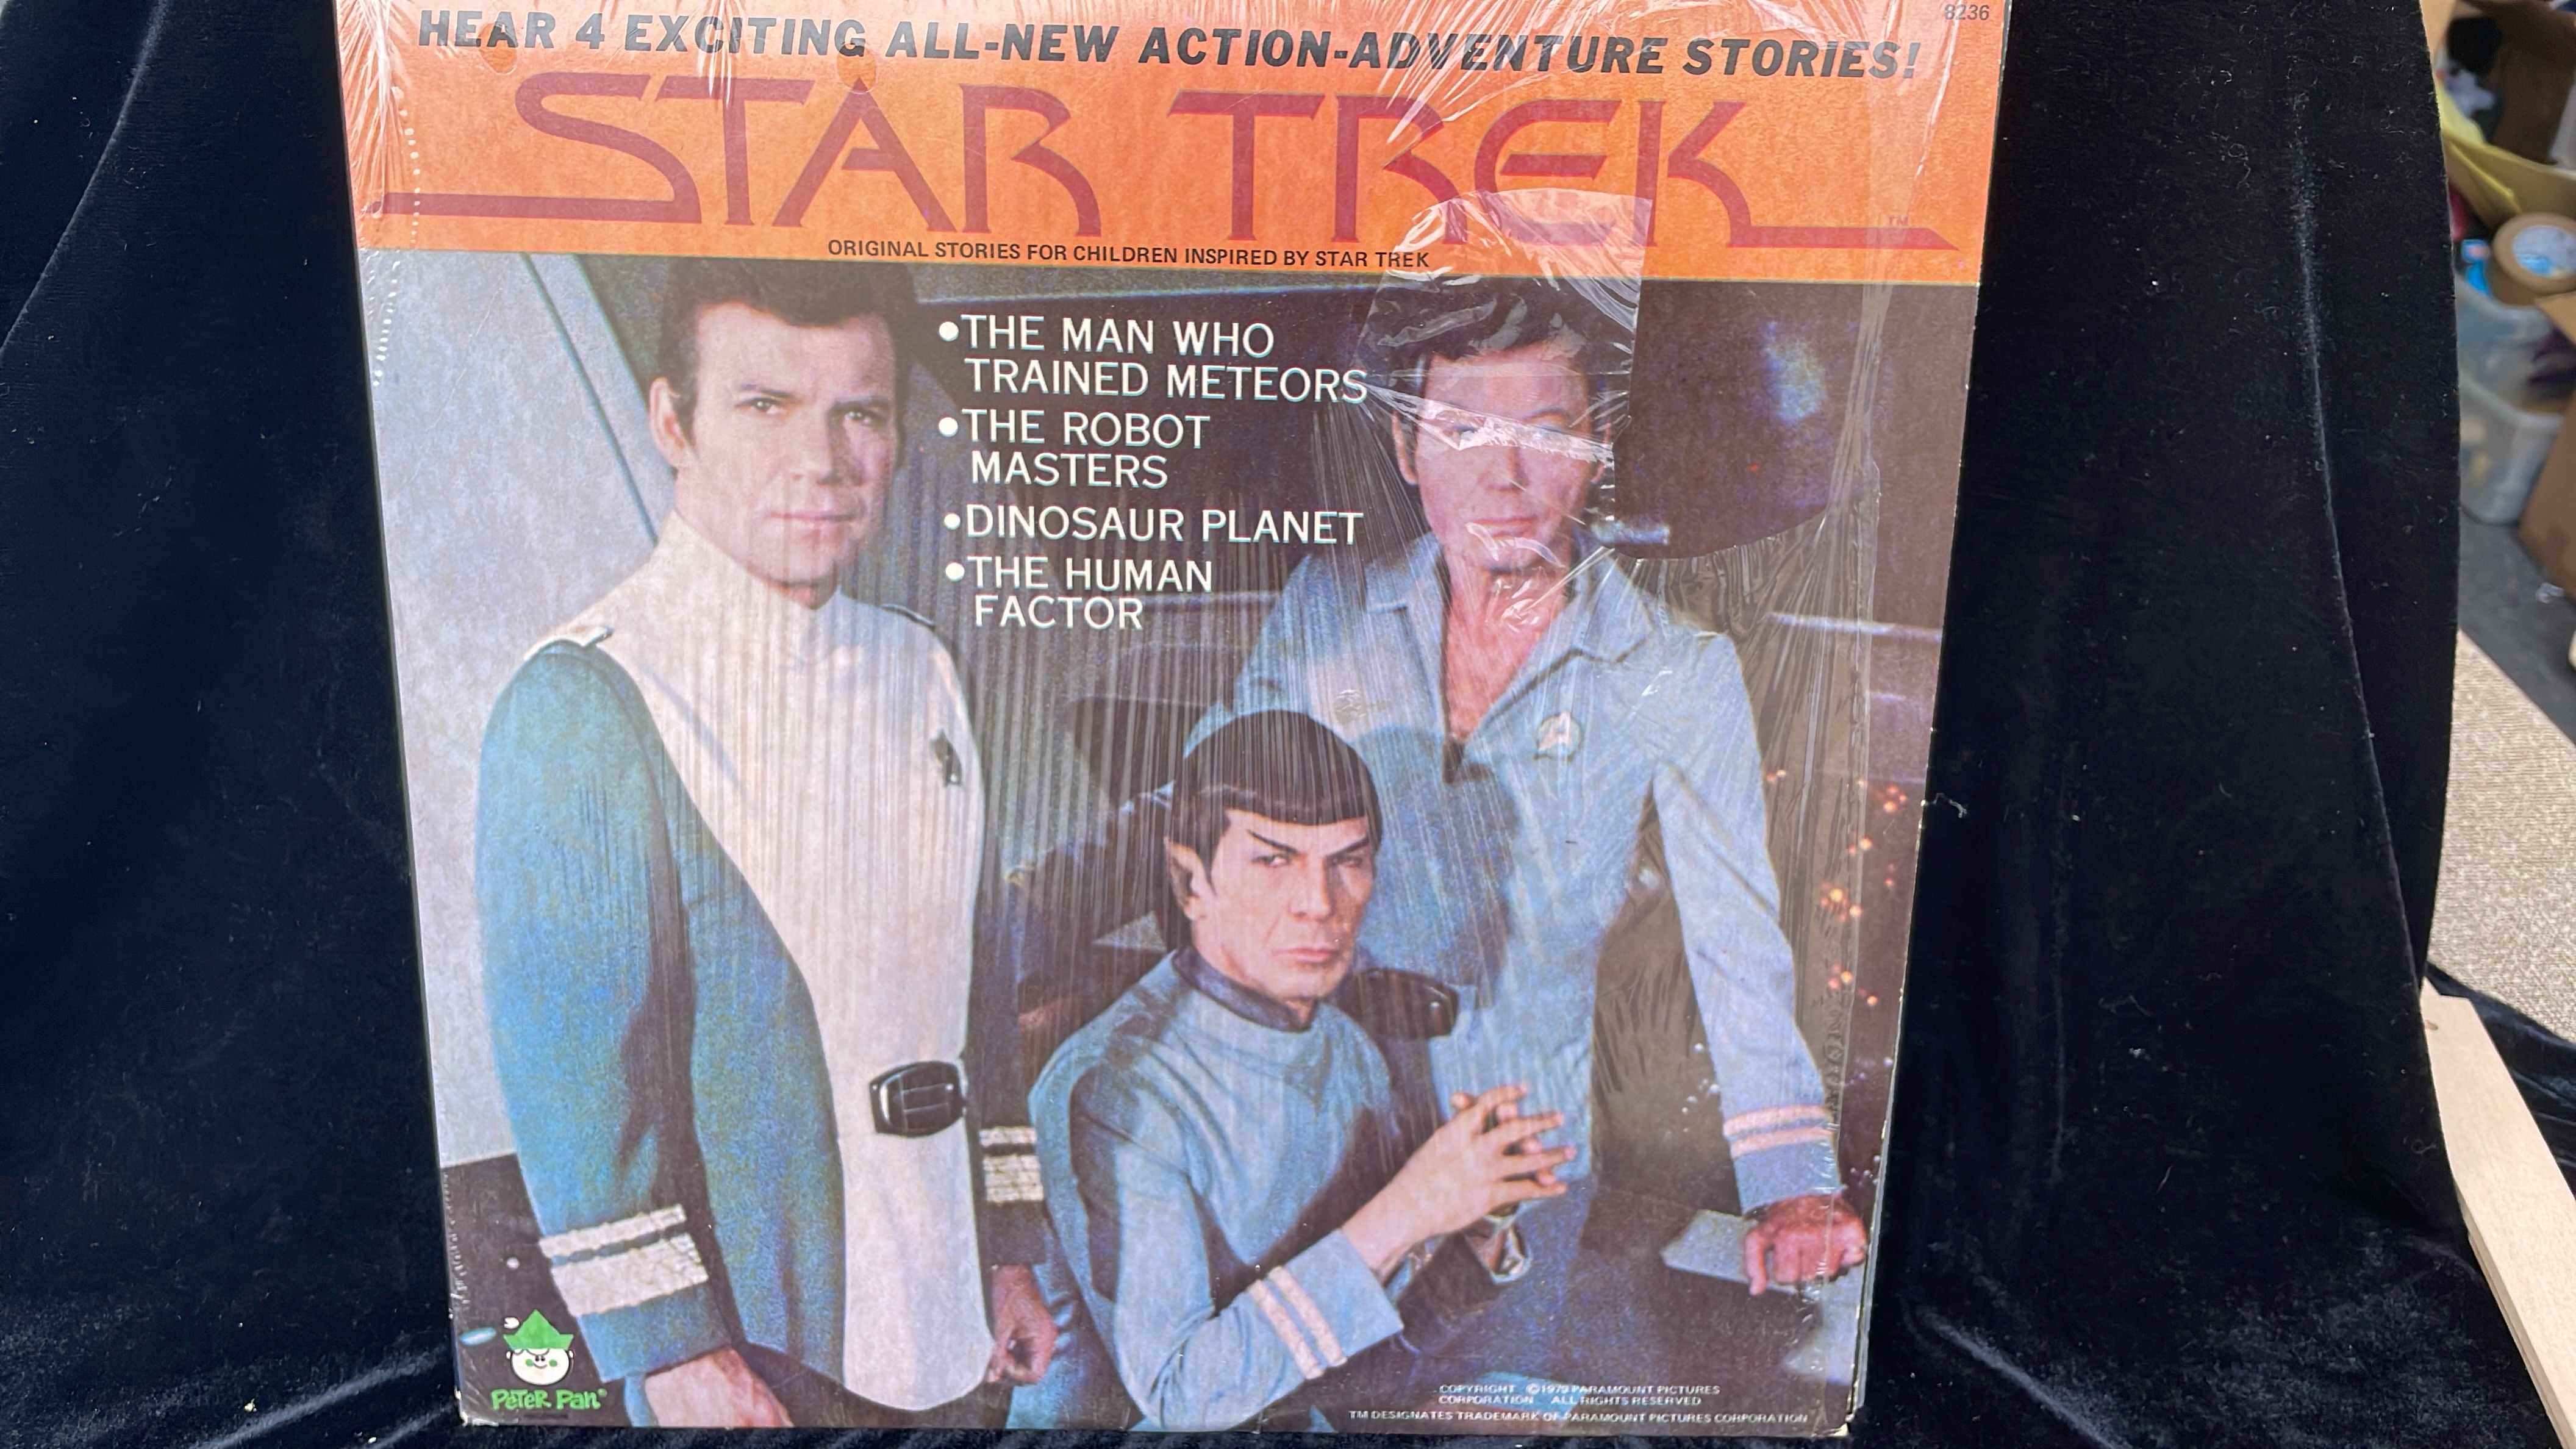 8236
HEAR 4 EXCITING ALL-NEW ACTION-ADVENTURE STORIES!
STAR TREK
TM
ORIGINAL STORIES FOR CHILDREN INSPIRED BY STAR TREK
•THE MAN WHO
TRAINED METEORS
•THE ROBOT
MASTERS
•DINOSAUR PLANET
•THE HUMAN
FACTOR
PETER PAN®
COPYRIGHT ©1979 PARAMOUNT PICTURES
CORPORATION ALL RIGHTS RESERVED
TM DESIGNATES TRADEMARK OF PARAMOUNT PICTURES CORPORATION